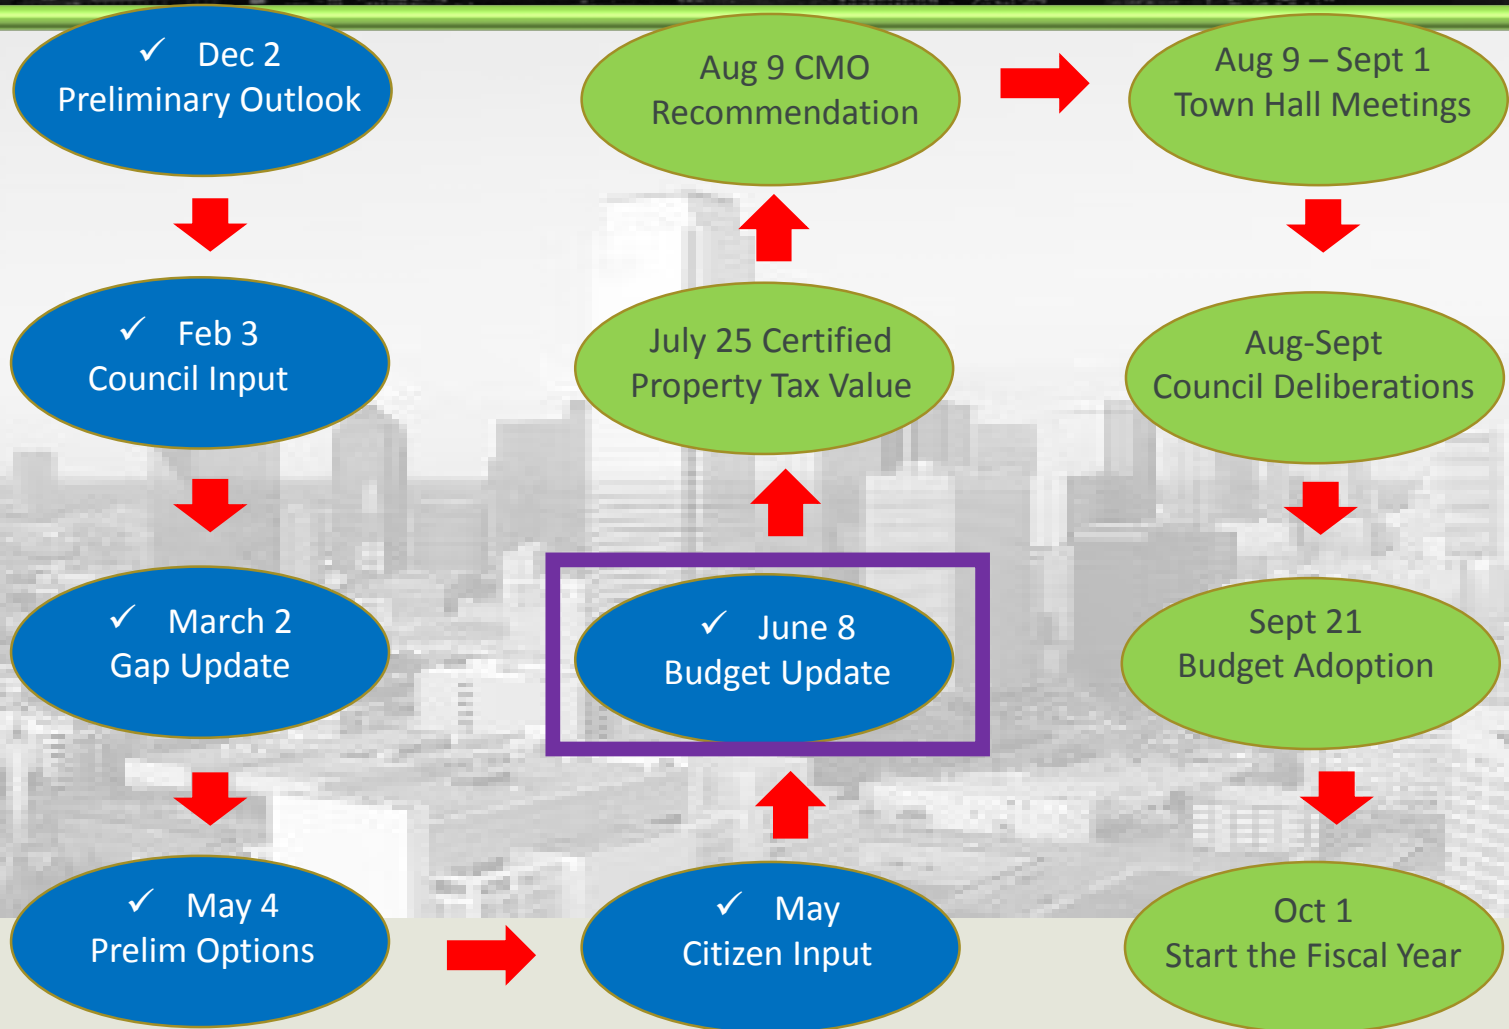 ✓ Dec 2
Preliminary Outlook
✓ Feb 3
Council Input
✓ March 2
Gap Update
✓ May 4
Prelim Options
✓ May
Citizen Input
✓ June 8
Budget Update
July 25 Certified
Property Tax Value
Aug 9 CMO
Recommendation
Aug 9 – Sept 1
Town Hall Meetings
Aug-Sept
Council Deliberations
Sept 21
Budget Adoption
Oct 1
Start the Fiscal Year